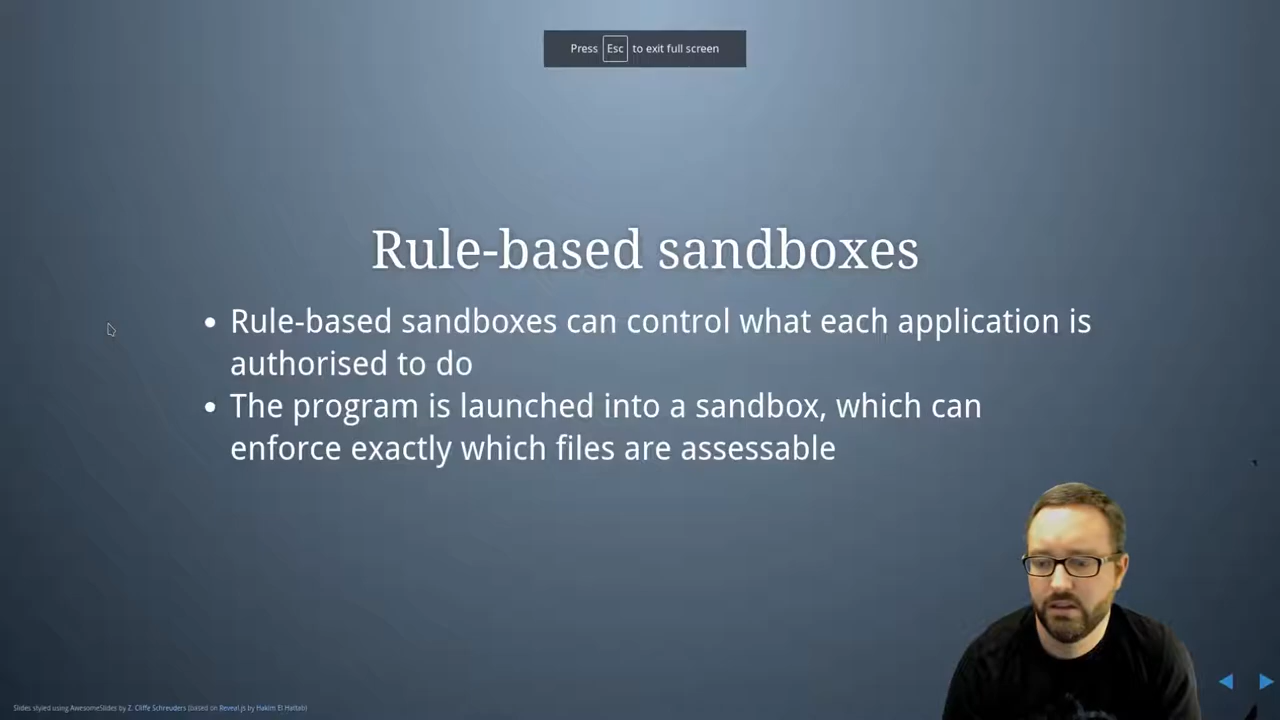 Press Esc to exit full screen
Rule-based sandboxes
• Rule-based sandboxes can control what each application is
authorised to do
• The program is launched into a sandbox, which can
enforce exactly which files are assessable
Slides styled using AwesomeSlides by Z. Cliffe Schreuders (based on Reveal.js by Hakim El Hattab)